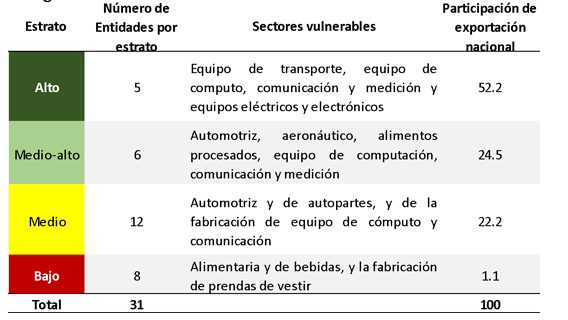 Estrato Número de Entidades por estrato Sectores vulnerables Participación de exportación nacional
Alto 5 Equipo de transporte, equipo de
computo, comunicación y medición y
equipos eléctricos y electrónicos 52.2
Medio-alto 6 Automotriz, aeronáutico, alimentos
procesados, equipo de computación,
comunicación y medición 24.5
Medio 12 Automotriz y de autopartes, y de la
fabricación de equipo de cómputo y
comunicación 22.2
Bajo 8 Alimentaria y de bebidas, y la fabricación
de prendas de vestir 1.1
Total 31 100